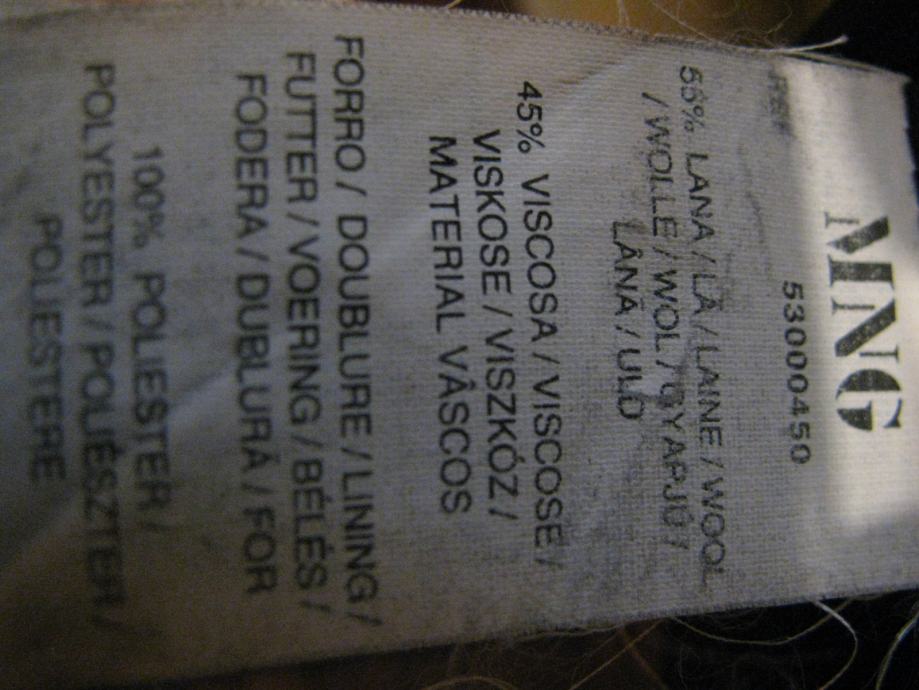 MNG
REF 53000450
55% LANA / LÃ / LAINE / WOOL
/ WOLLE / WOL / GYAPJÚ /
LÂNĂ / ULD
45% VISCOSA / VISCOSE /
VISKOSE / VISZKÓZ /
MATERIAL VÂSCOS
FORRO / DOUBLURE / LINING /
FUTTER / VOERING / BÉLÉS /
FODERA / DUBLURĂ / FOR
100% POLIESTER /
POLYESTER / POLIÉSZTER /
POLIESTERE